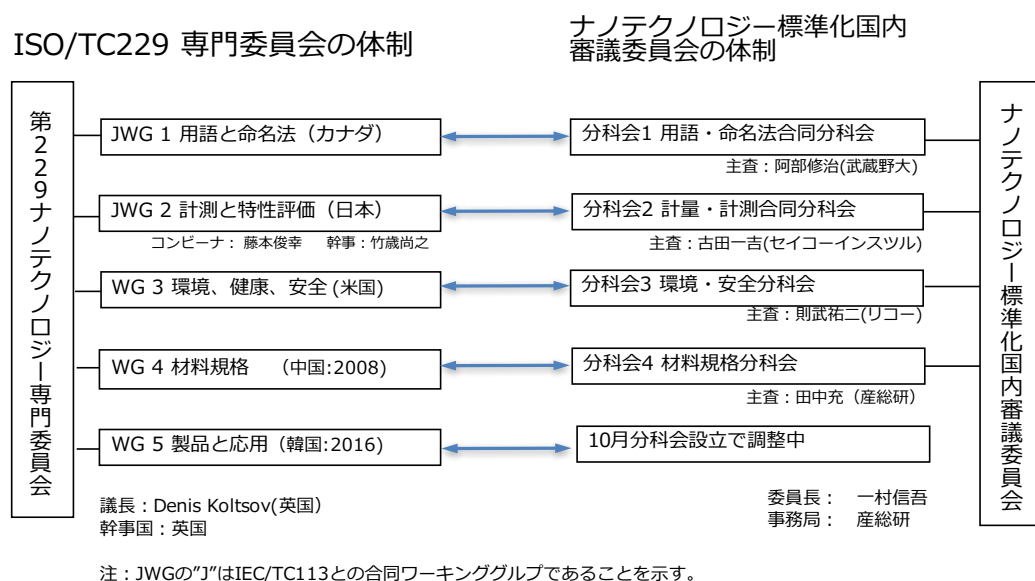 ISO/TC229 専門委員会の体制
ナノテクノロジー標準化国内
審議委員会の体制
第229ナノテクノロジー専門委員会
JWG 1 用語と命名法（カナダ）
分科会1 用語・命名法合同分科会
主査：阿部修治(武蔵野大)
JWG 2 計測と特性評価（日本）
コンビーナ： 藤本俊幸 幹事：竹歳尚之
分科会2 計量・計測合同分科会
主査：古田一吉(セイコーインスツル)
WG 3 環境、健康、安全 (米国)
分科会3 環境・安全分科会
主査：則武祐二(リコー)
WG 4 材料規格 （中国:2008）
分科会4 材料規格分科会
主査：田中充（産総研）
WG 5 製品と応用（韓国:2016）
10月分科会設立で調整中
ナノテクノロジー標準化国内審議委員会
議長：Denis Koltsov(英国）
幹事国：英国
委員長： 一村信吾
事務局： 産総研
注：JWGの”J”はIEC/TC113との合同ワーキンググルプであることを示す。